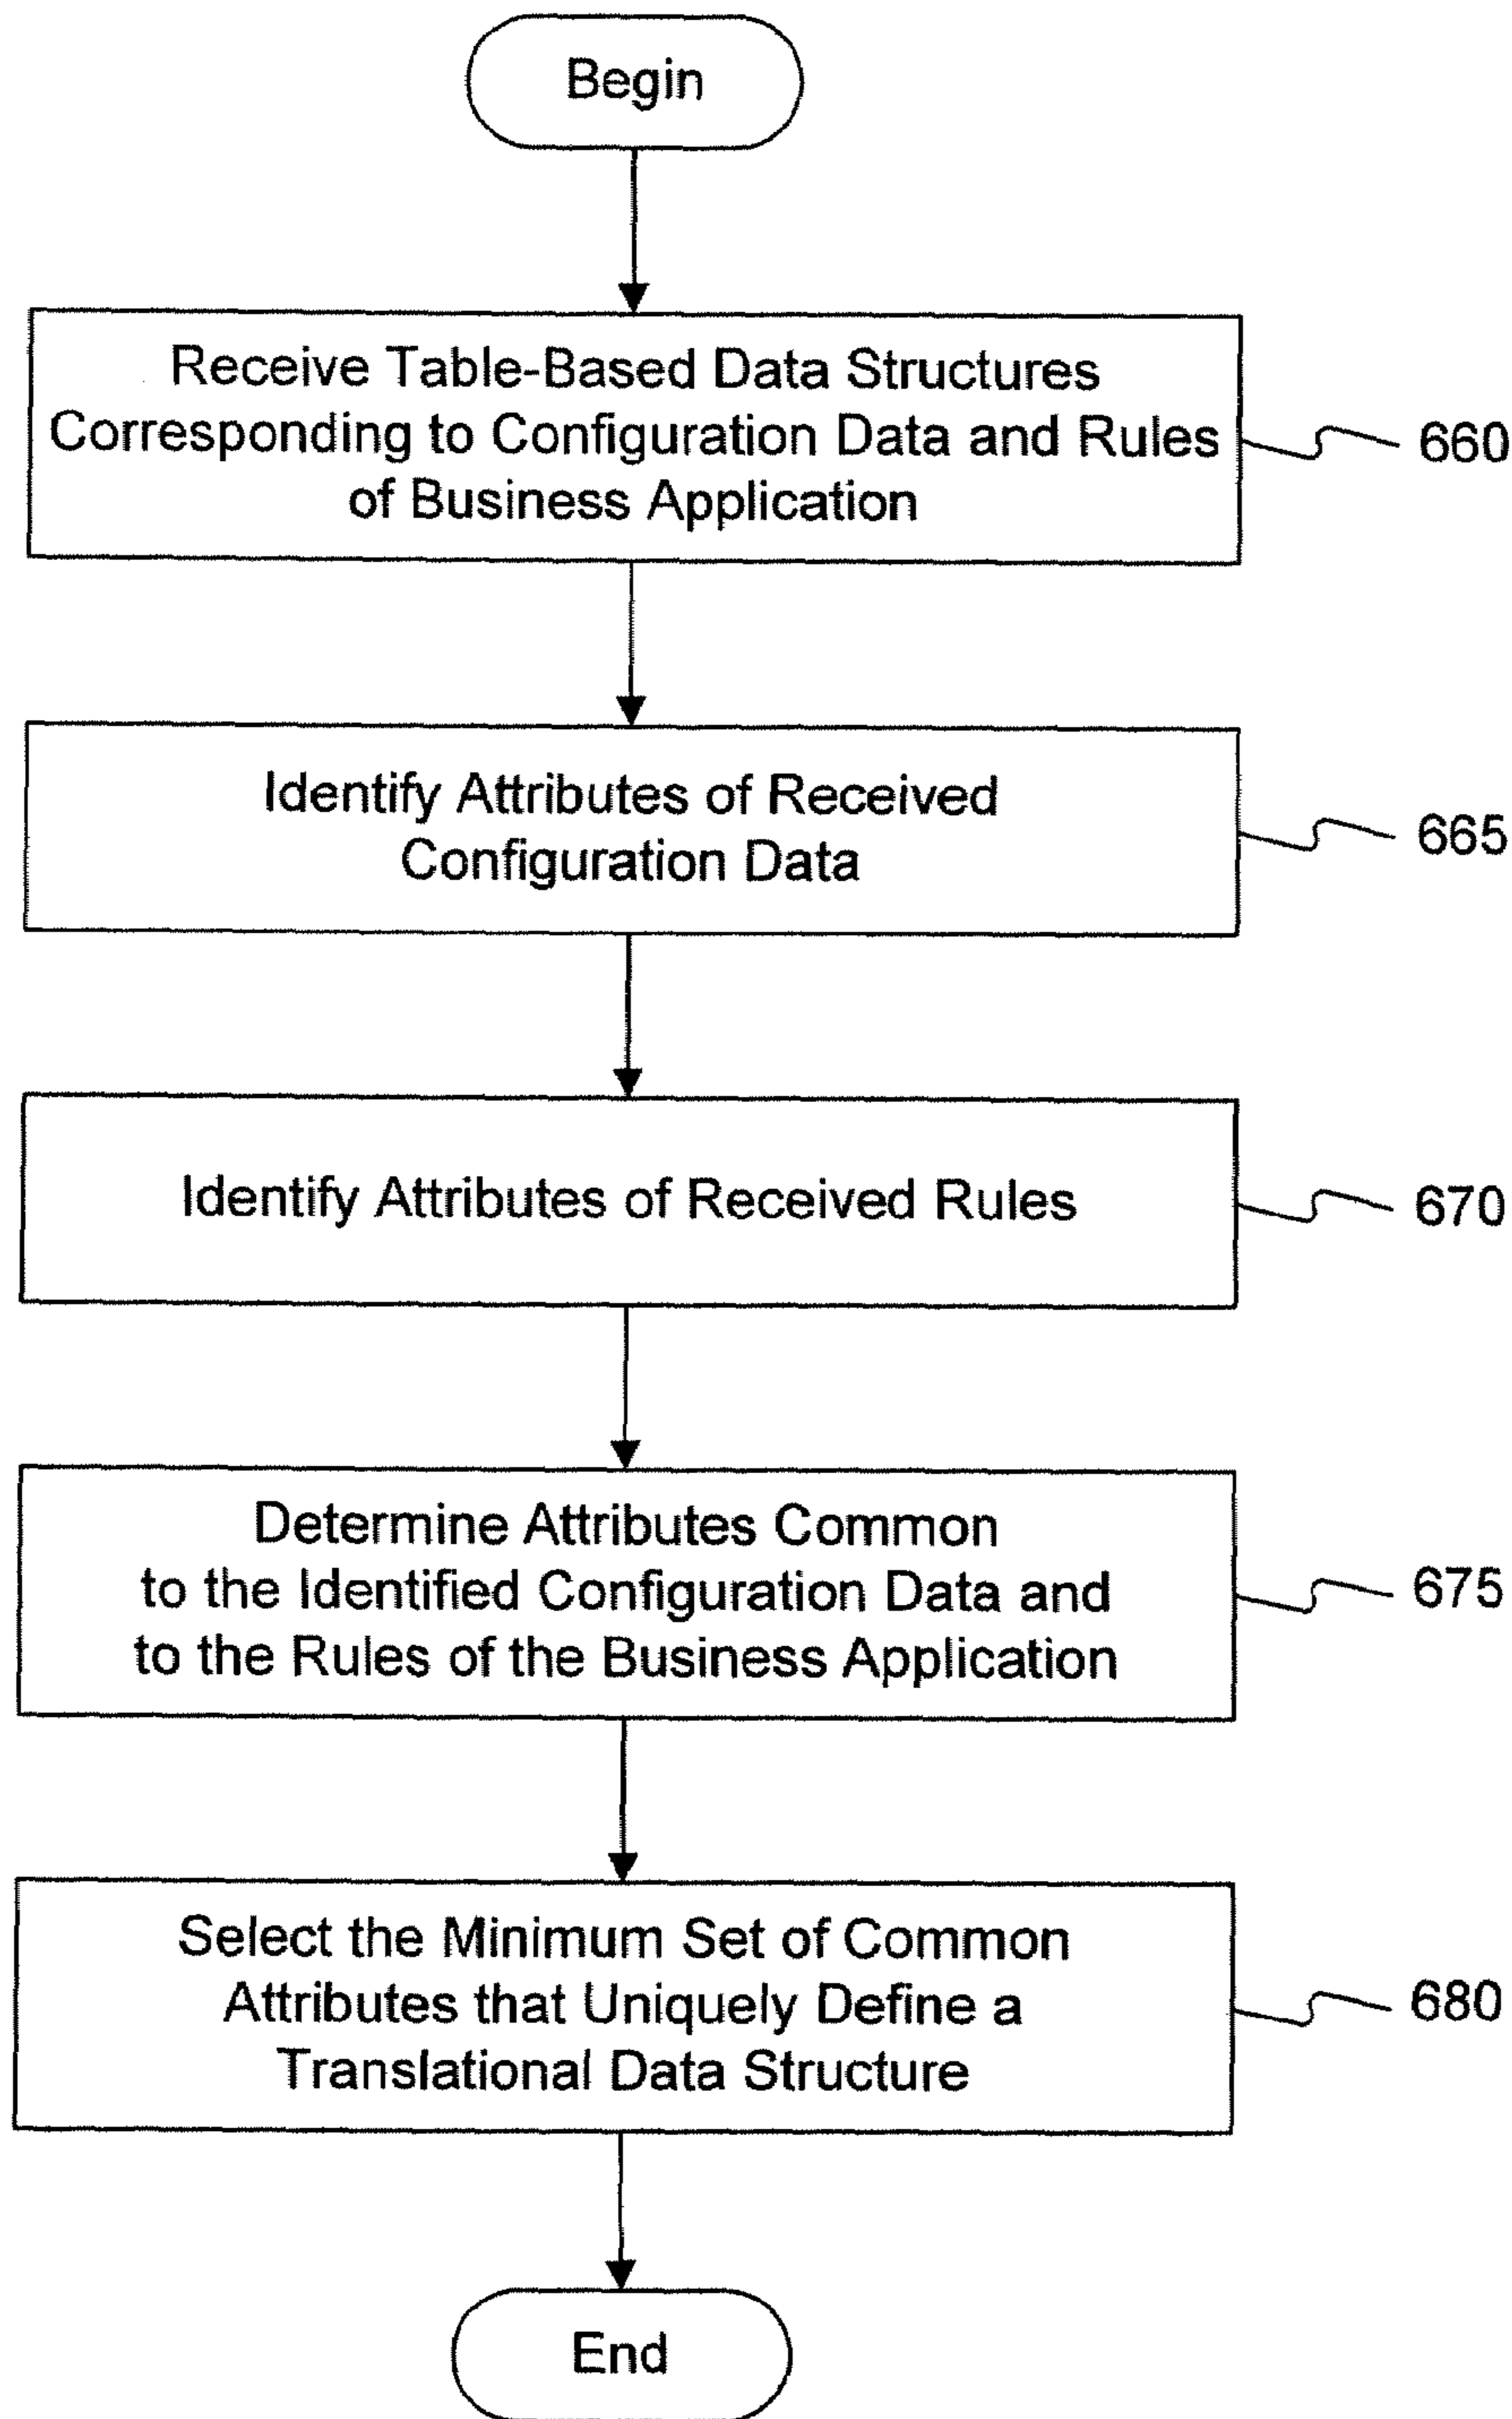 Begin
Receive Table-Based Data Structures
Corresponding to Configuration Data and Rules
of Business Application
660
Identify Attributes of Received
Configuration Data
665
Identify Attributes of Received Rules
670
Determine Attributes Common
to the Identified Configuration Data and
to the Rules of the Business Application
675
Select the Minimum Set of Common
Attributes that Uniquely Define a
Translational Data Structure
680
End